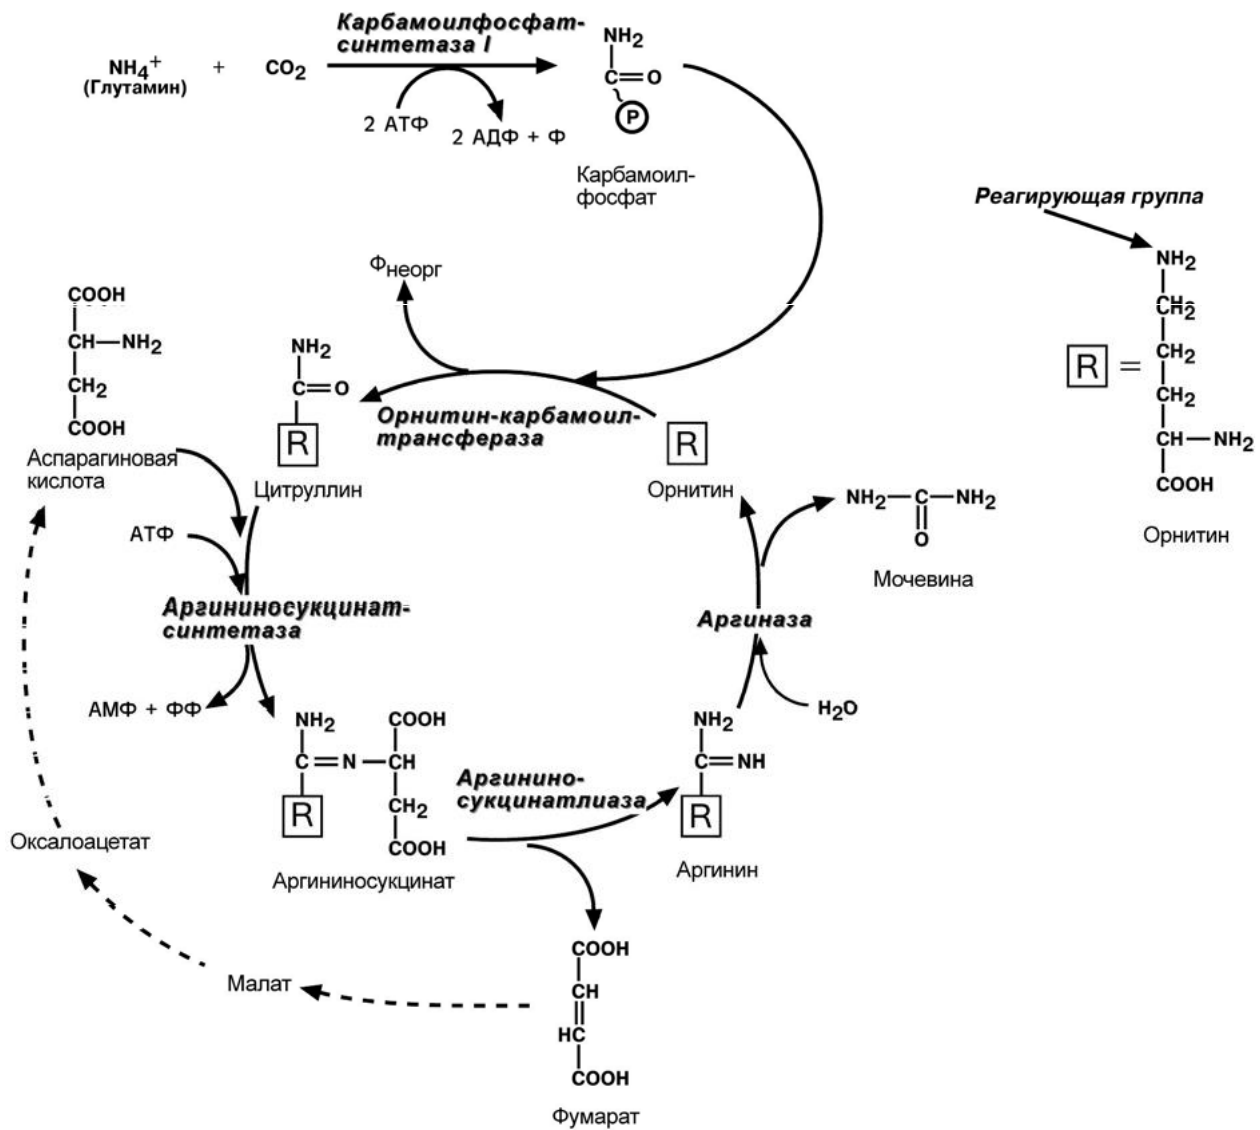 Карбамоилфосфат-
синтетаза I
NH4+ + CO2
(Глутамин)
2 АТФ
2 АДФ + Ф
NH2
C=O
P
Карбамоил-
фосфат
Реагирующая группа
NH2
CH2
CH2
CH2
CH—NH2
COOH
R =
Орнитин
Фнеорг
COOH
CH—NH2
CH2
COOH
Аспарагиновая
кислота
NH2
C=O
R
Цитруллин
Орнитин-карбамоил-
трансфераза
R
Орнитин
NH2—C—NH2
O
Мочевина
АТФ
Аргининосукцинат-
синтетаза
АМФ + ФФ
Аргиназа
H2O
NH2
C=N—CH
R
COOH
CH2
COOH
Аргининосукцинат
Аргинино-
сукцинатлиаза
NH2
C=NH
R
Аргинин
Оксалоацетат
Малат
COOH
CH
HC
COOH
Фумарат